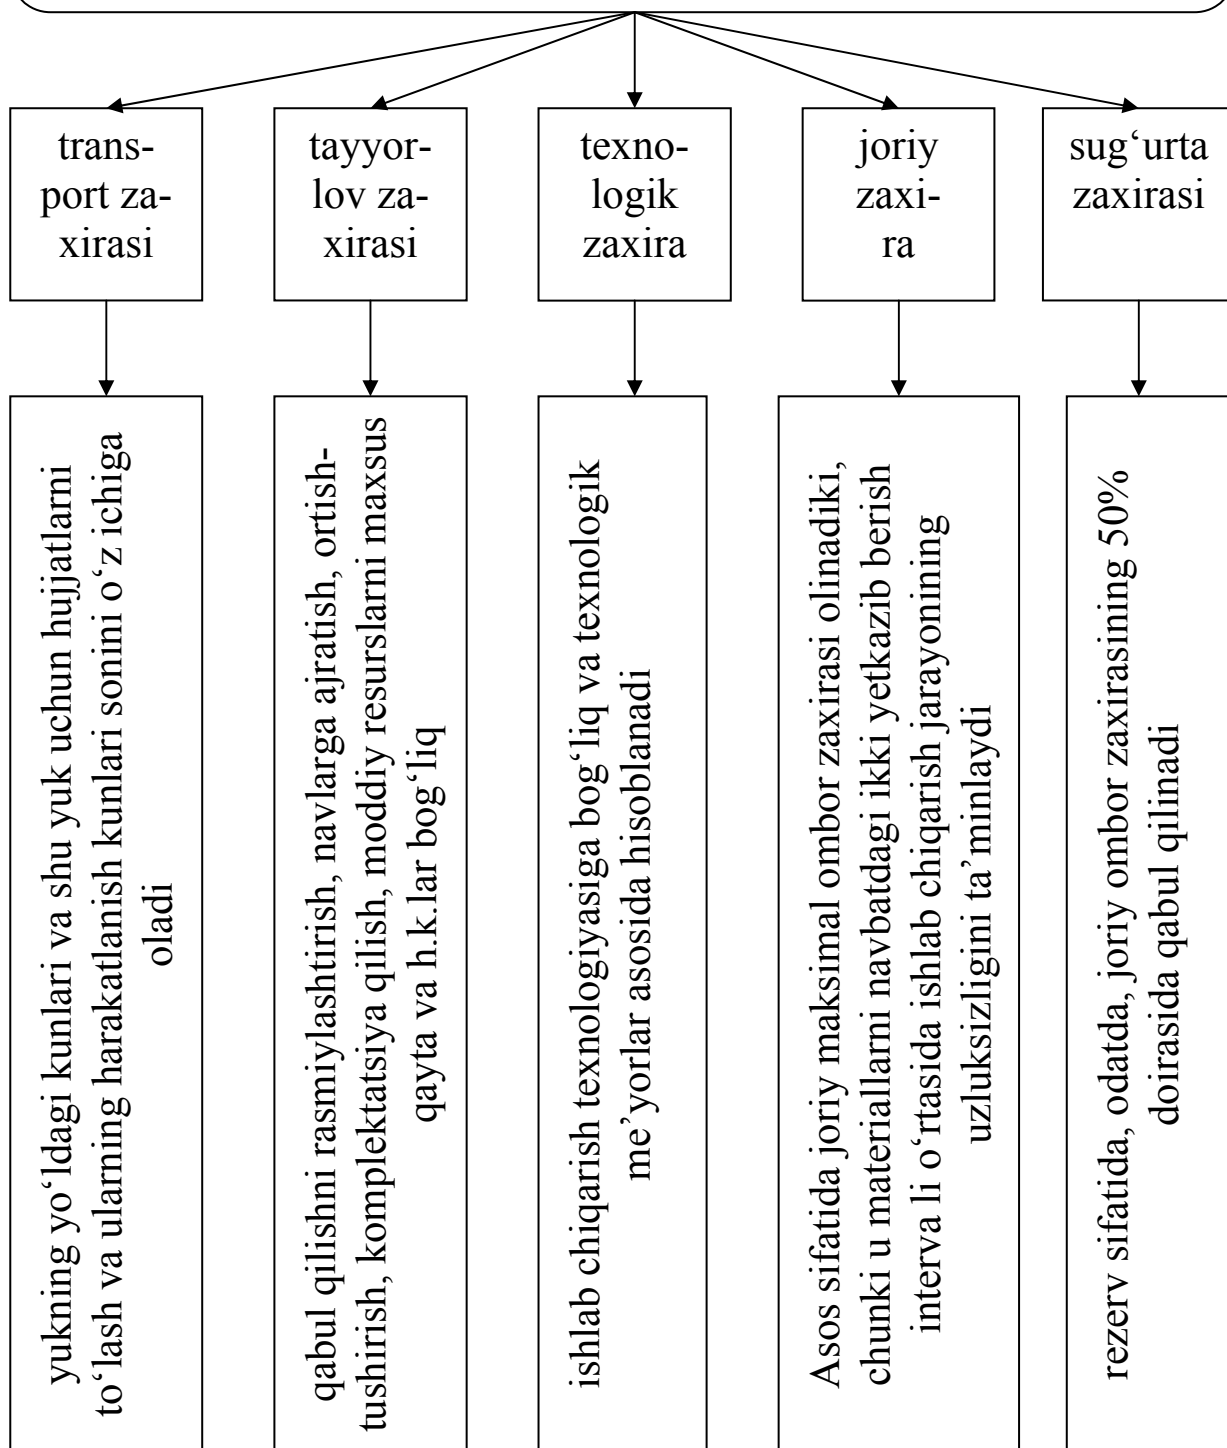 trans-
port za-
xirasi
tayyor-
lov za-
xirasi
texno-
logik
zaxira
joriy
zaxi-
ra
sug‘urta
zaxirasi
yukning yo‘ldagi kunlari va shu yuk uchun hujjatlarni
to‘lash va ularning harakatlanish kunlari sonini o‘z ichiga
oladi
qabul qilishni rasmiylashtirish, navlarga ajratish, ortish-
tushirish, komplektatsiya qilish, moddiy resurslarni maxsus
qayta va h.k.lar bog‘liq
ishlab chiqarish texnologiyasiga bog‘liq va texnologik
me’yorlar asosida hisoblanadi
Asos sifatida joriy maksimal ombor zaxirasi olinadiki,
chunki u materiallarni navbatdagi ikki yetkazib berish
interva li o‘rtasida ishlab chiqarish jarayonining
uzluksizligini ta’minlaydi
rezerv sifatida, odatda, joriy ombor zaxirasining 50%
doirasida qabul qilinadi